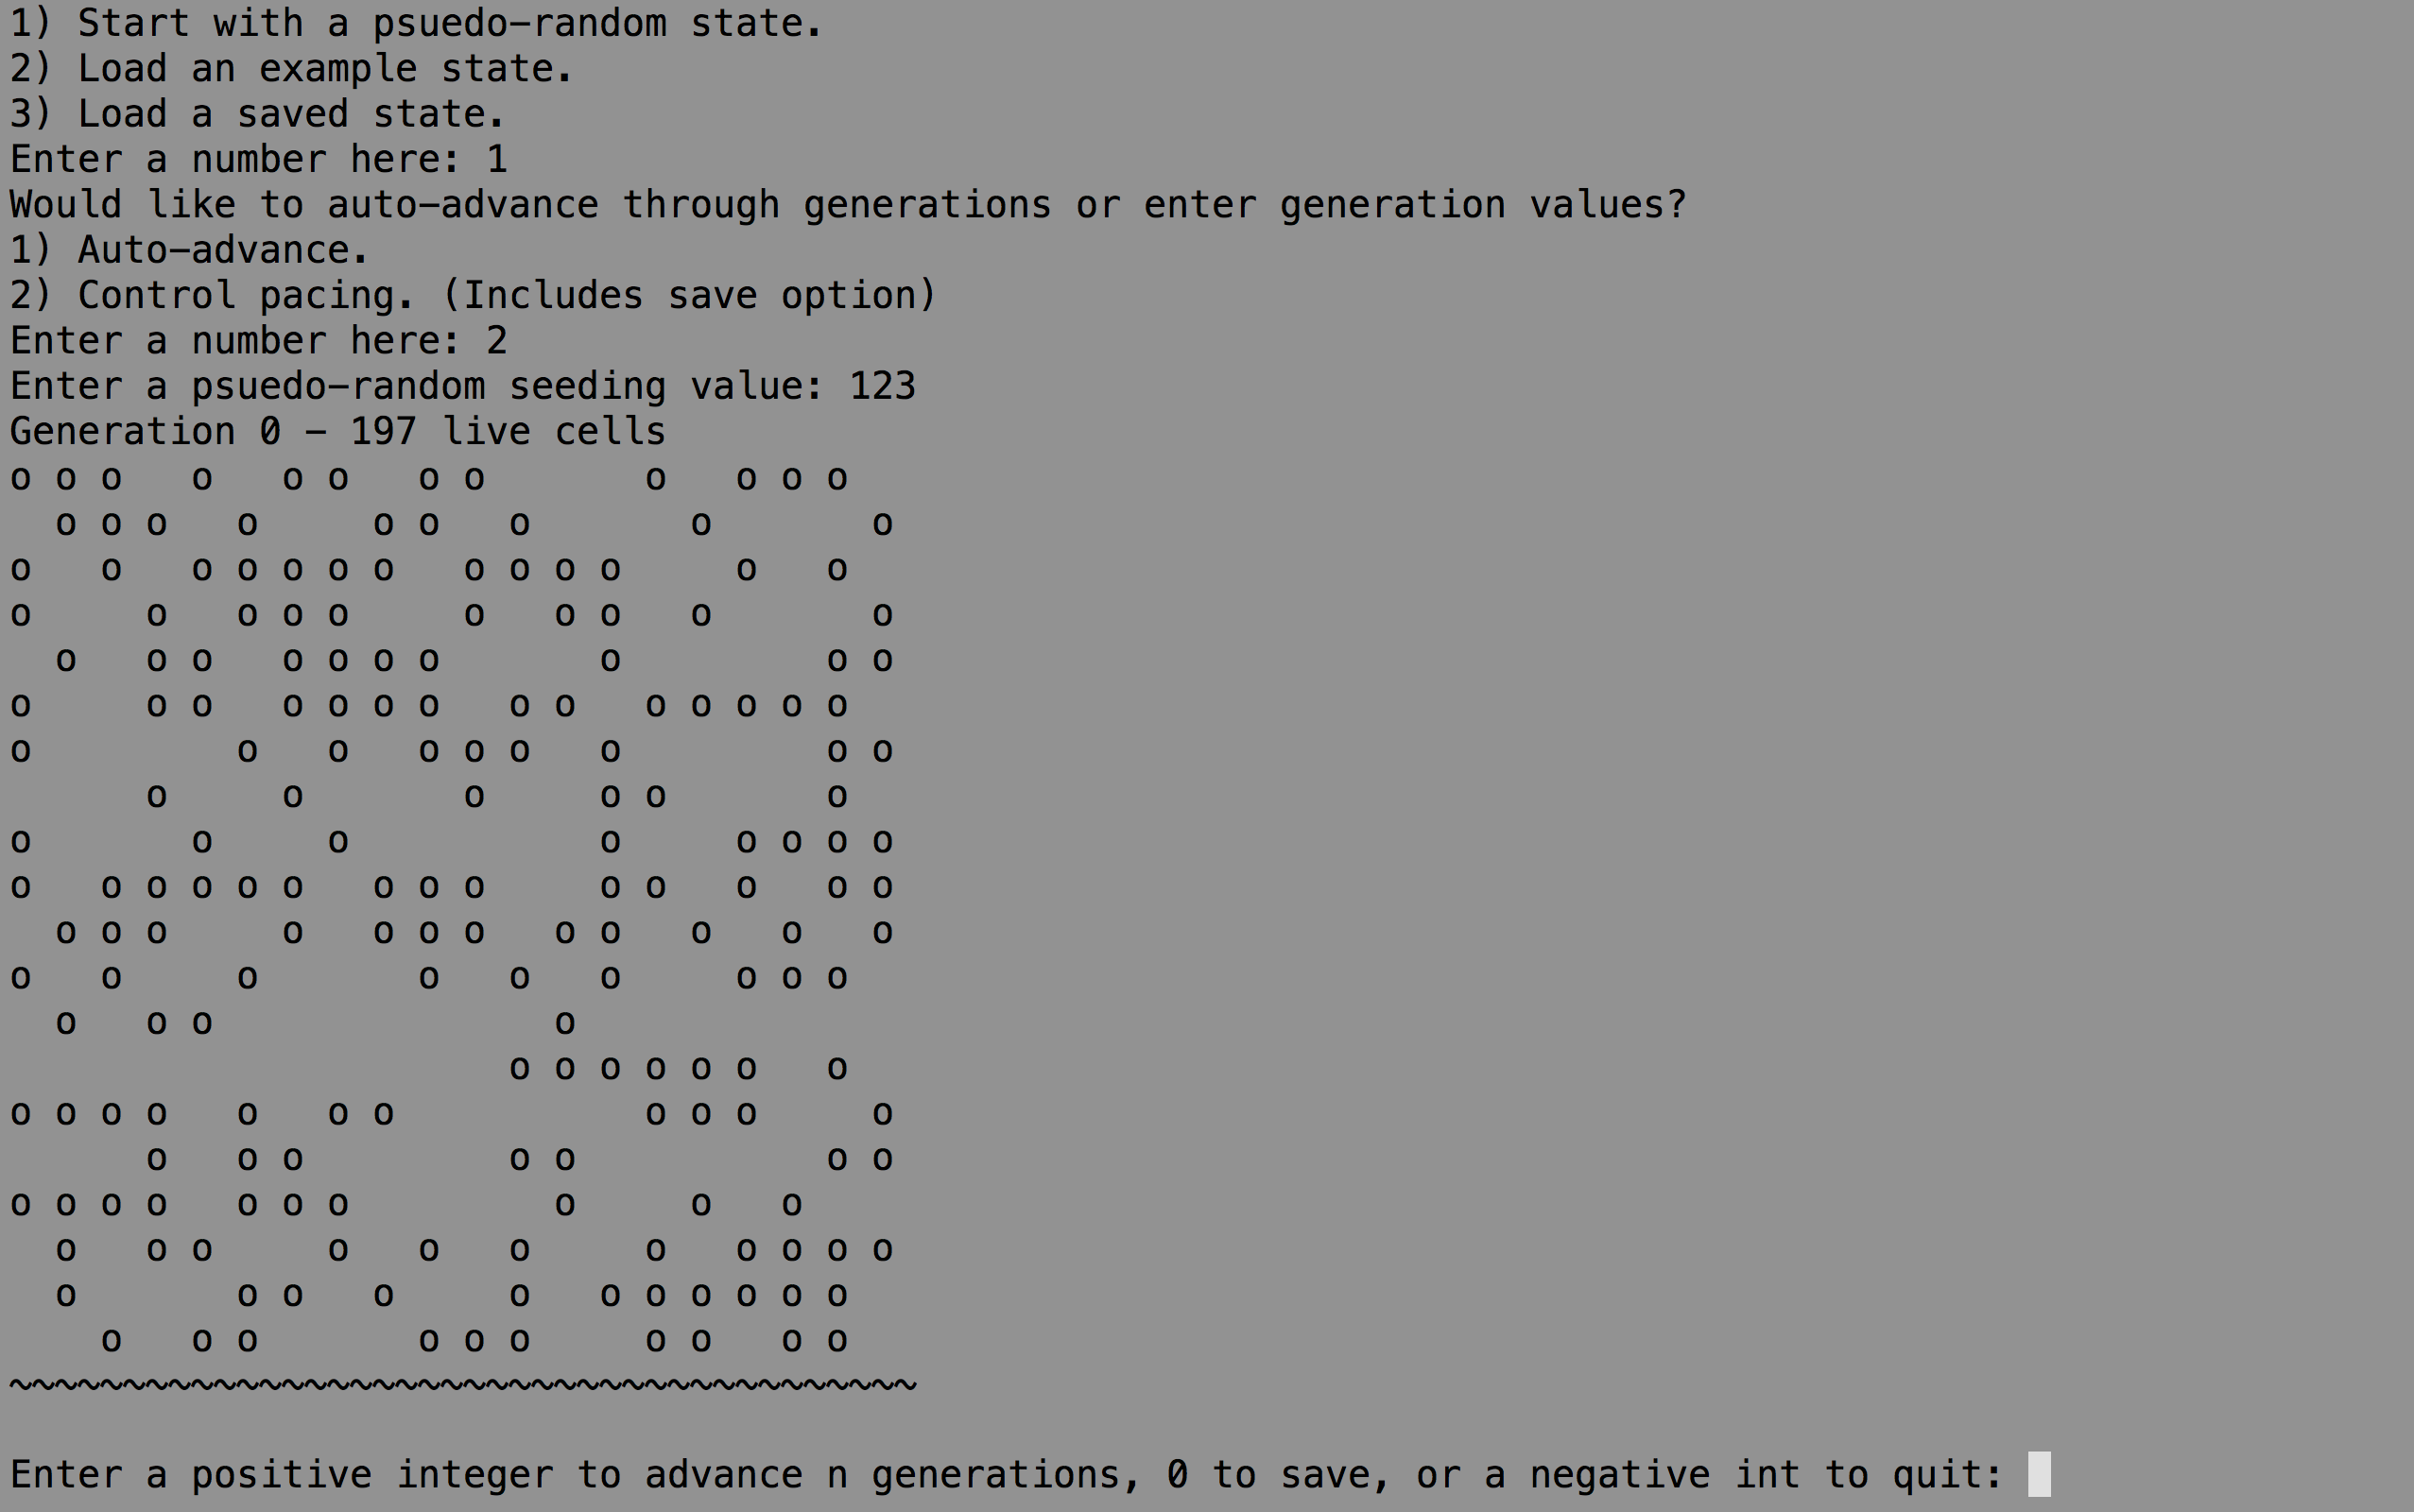 1) Start with a psuedo-random state.
2) Load an example state.
3) Load a saved state.
Enter a number here: 1
Would like to auto-advance through generations or enter generation values?
1) Auto-advance.
2) Control pacing. (Includes save option)
Enter a number here: 2
Enter a psuedo-random seeding value: 123
Generation 0 - 197 live cells
o o o   o   o o   o o       o   o o o
  o o o   o     o o   o       o       o
o   o   o o o o o   o o o o     o   o
o     o   o o o     o   o o   o       o
  o   o o   o o o o       o         o o
o     o o   o o o o   o o   o o o o o
o         o   o   o o o   o         o o
      o     o       o     o o       o
o       o     o           o     o o o o
o   o o o o o   o o o     o o   o   o o
  o o o     o   o o o   o o   o   o   o
o   o     o       o   o   o     o o o
  o   o o               o
                      o o o o o o   o
o o o o   o   o o           o o o     o
      o   o o         o o           o o
o o o o   o o o         o     o   o
  o   o o     o   o   o     o   o o o o
  o       o o   o     o   o o o o o o
    o   o o       o o o     o o   o o
~~~~~~~~~~~~~~~~~~~~~~~~~~~~~~~~~~~~~~~~
Enter a positive integer to advance n generations, 0 to save, or a negative int to quit: